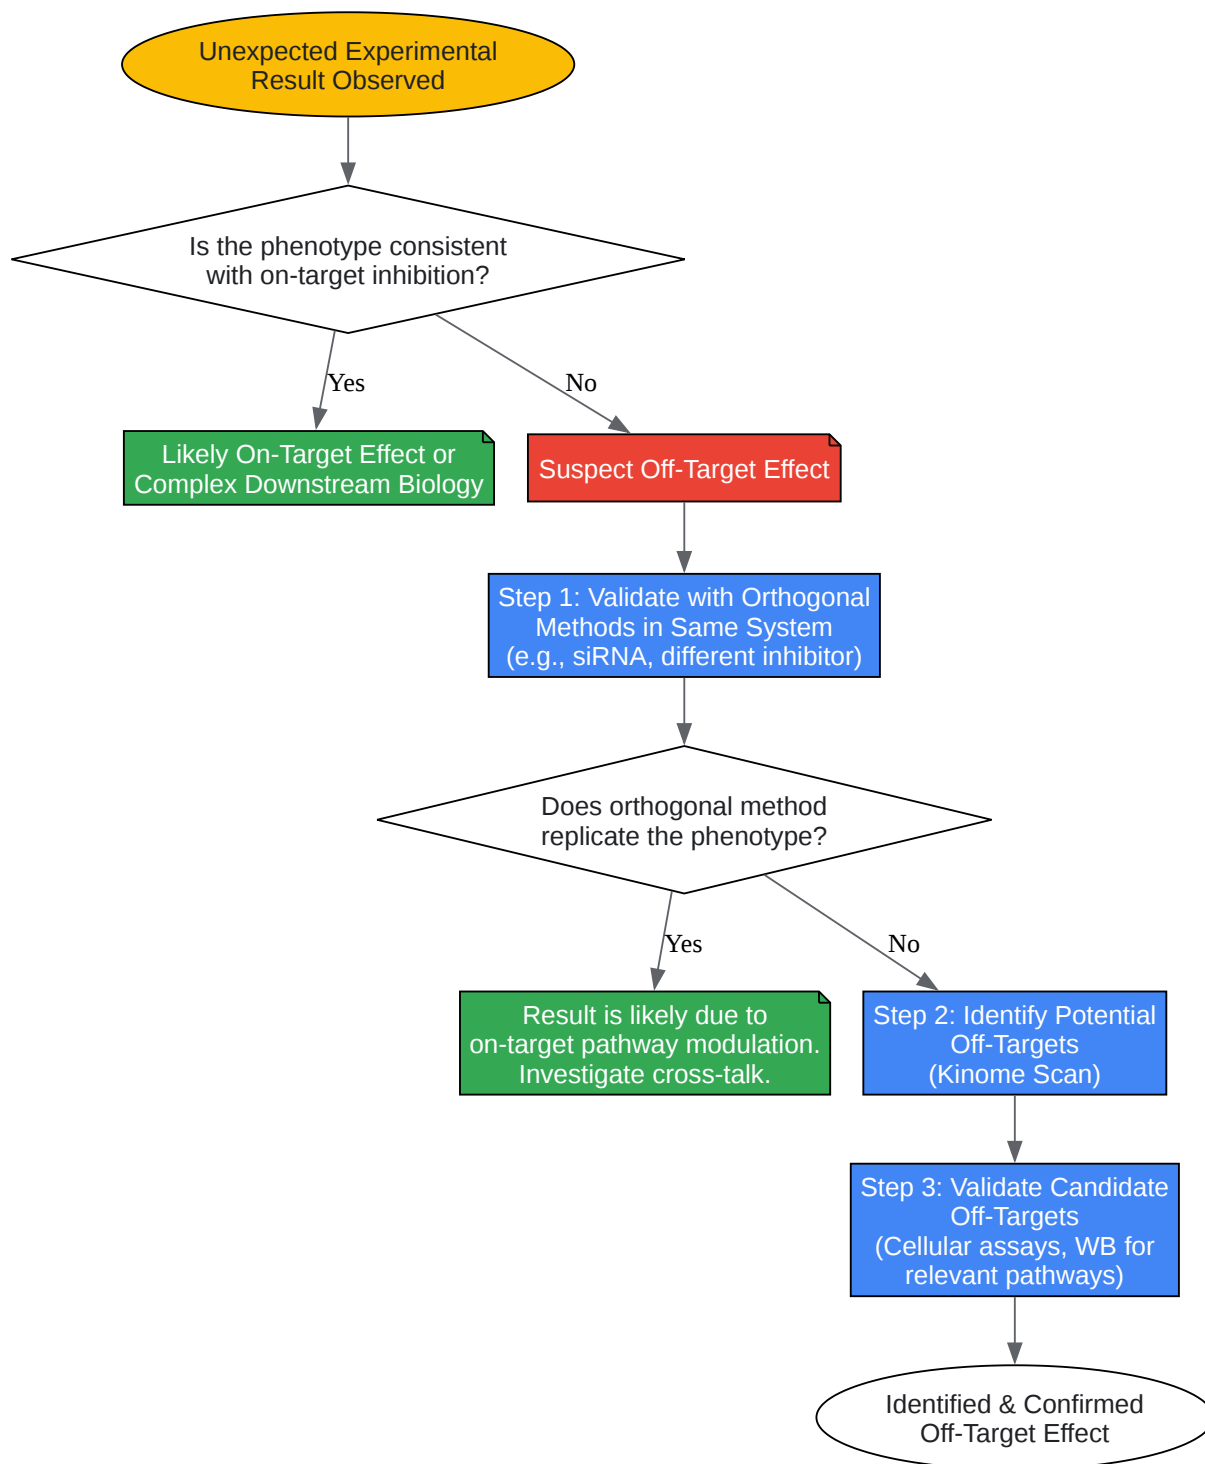 Unexpected Experimental
Result Observed
Is the phenotype consistent
with on-target inhibition?
Yes
No
Likely On-Target Effect or
Complex Downstream Biology
Suspect Off-Target Effect
Step 1: Validate with Orthogonal
Methods in Same System
(e.g., siRNA, different inhibitor)
Does orthogonal method
replicate the phenotype?
Yes
No
Result is likely due to
on-target pathway modulation.
Investigate cross-talk.
Step 2: Identify Potential
Off-Targets
(Kinome Scan)
Step 3: Validate Candidate
Off-Targets
(Cellular assays, WB for
relevant pathways)
Identified & Confirmed
Off-Target Effect